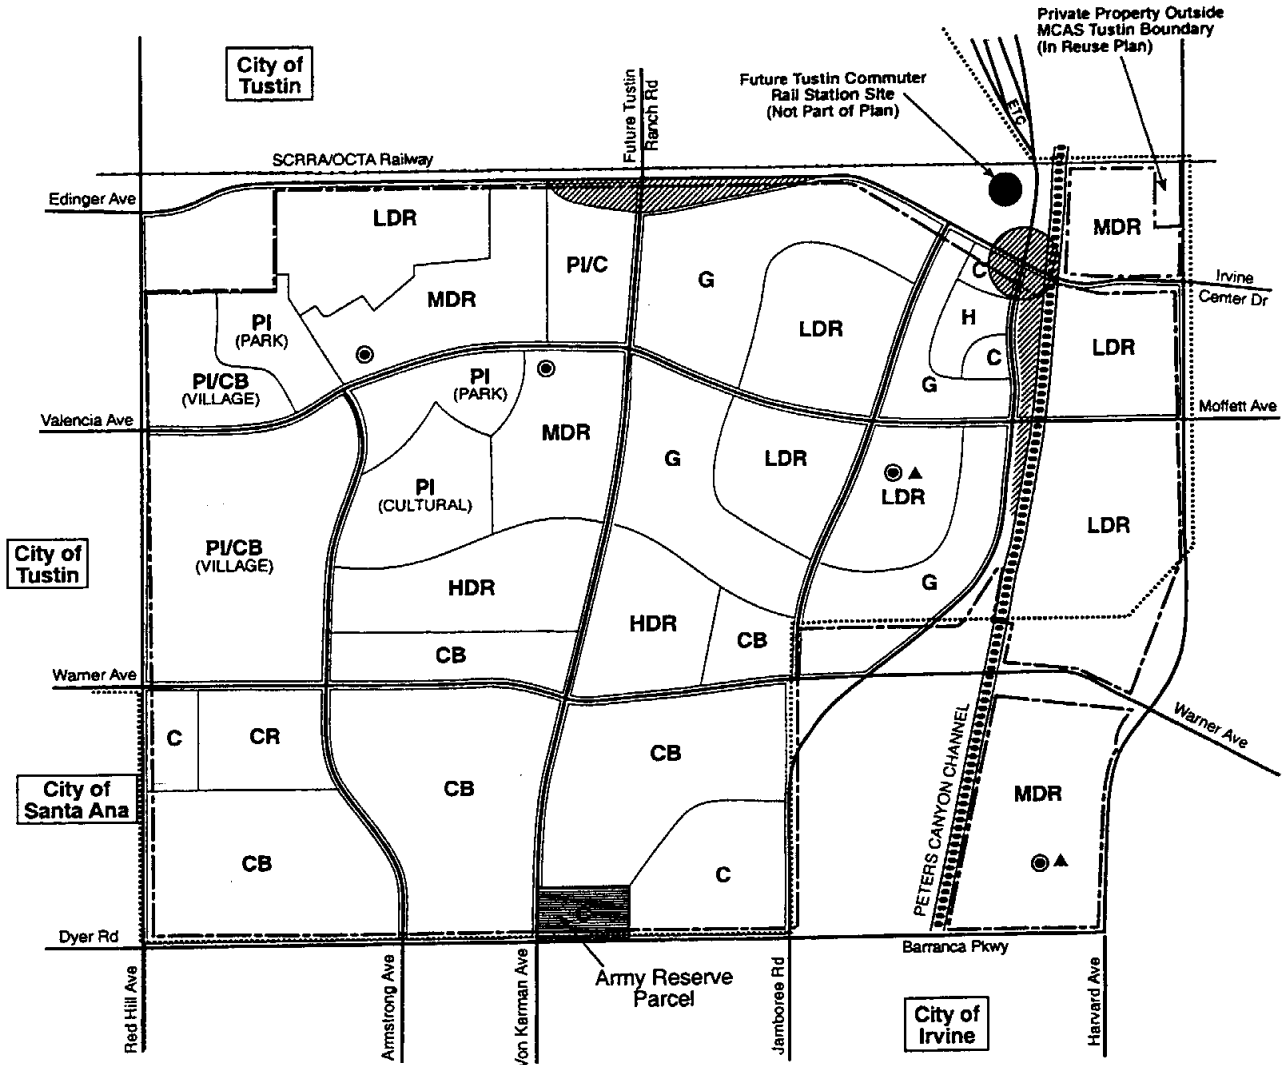 Private Property Outside
MCAS Tustin Boundary
(In Reuse Plan)
City of
Tustin
Future Tustin
Ranch Rd
Future Tustin Commuter
Rail Station Site
(Not Part of Plan)
ETC
SCRRA/OCTA Railway
Edinger Ave
LDR
MDR
PI/C
G
MDR
C
Irvine
Center Dr
PI
(PARK)
LDR
H
C
LDR
PI/CB
(VILLAGE)
PI
(PARK)
G
Moffett Ave
Valencia Ave
MDR
G
LDR
LDR
PI
(CULTURAL)
LDR
City of
Tustin
PI/CB
(VILLAGE)
HDR
G
HDR
CB
CB
Warner Ave
Warner Ave
C
CR
CB
CB
PETERS CANYON CHANNEL
MDR
City of
Santa Ana
CB
C
Dyer Rd
Barranca Pkwy
Army Reserve
Parcel
Red Hill Ave
Armstrong Ave
Von Karman Ave
Jamboree Rd
Harvard Ave
City of
Irvine